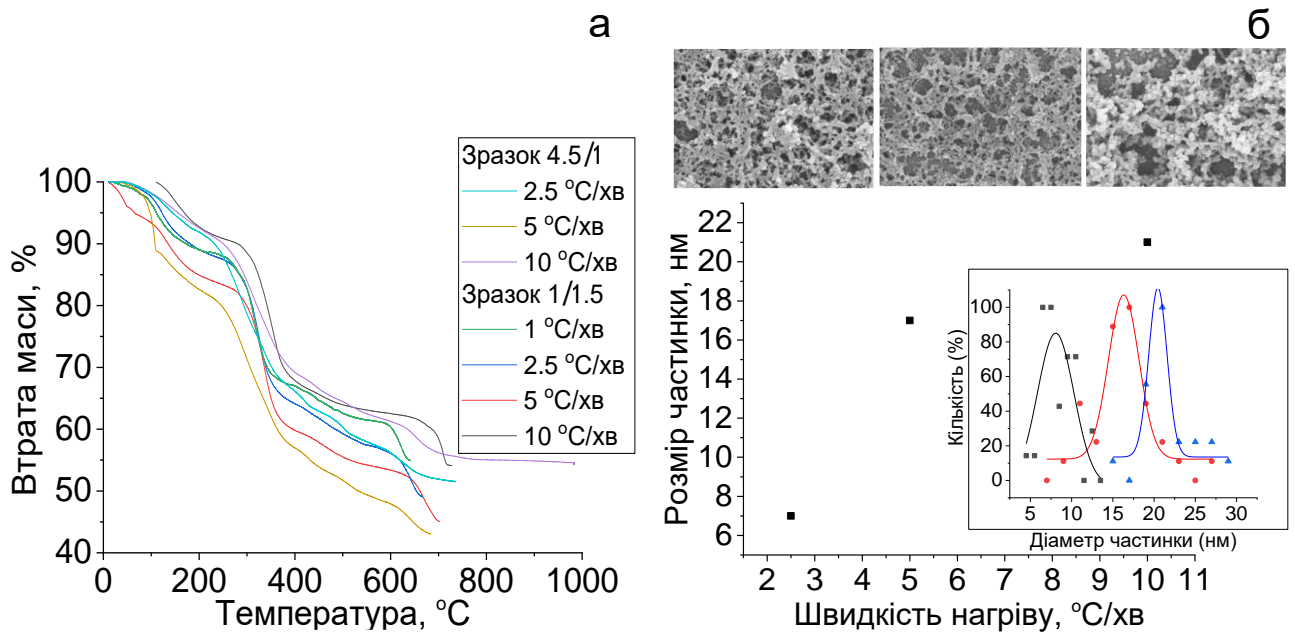 а
Втрата маси, %
100
90
80
70
60
50
40
0
200
400
600
800
1000
Температура, °C
Зразок 4.5/1
2.5 °C/хв
5 °C/хв
10 °C/хв
Зразок 1/1.5
1 °C/хв
2.5 °C/хв
5 °C/хв
10 °C/хв
б
Розмір частинки, нм
22
20
18
16
14
12
10
8
6
2
3
4
5
6
7
8
9
10
11
Швидкість нагріву, °C/хв
Кількість (%)
100
80
60
40
20
0
5
10
15
20
25
30
Діаметр частинки (нм)